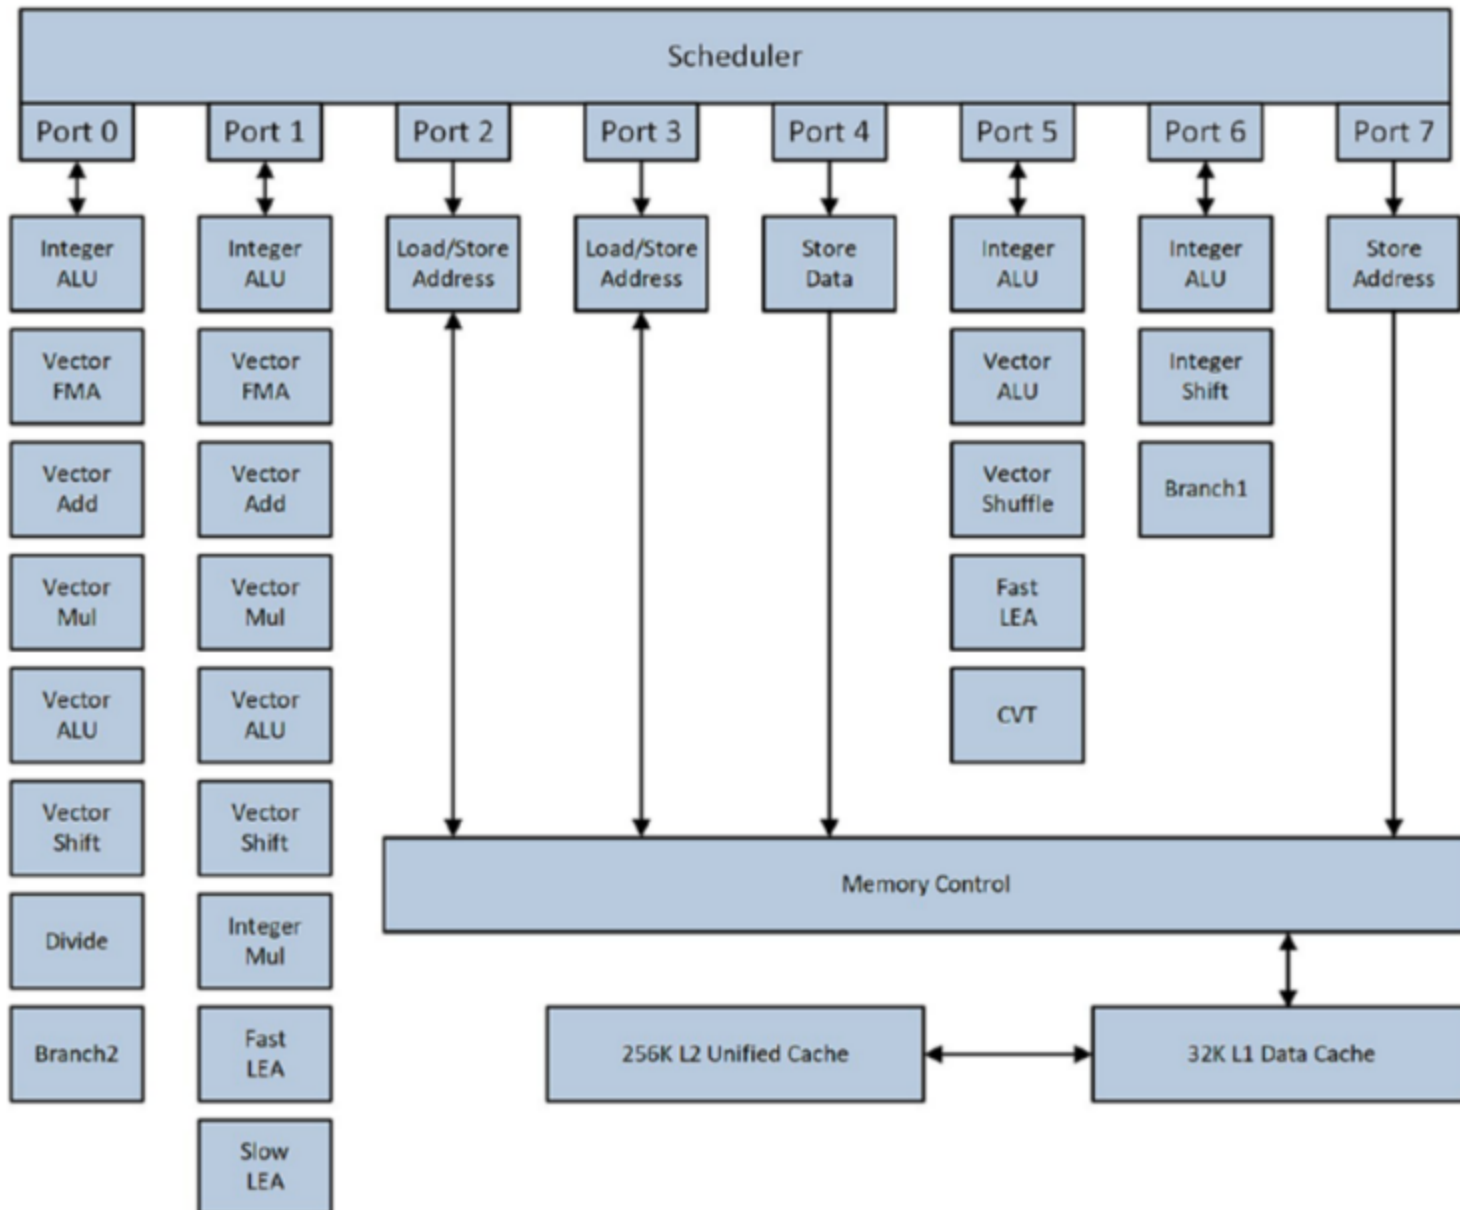 Scheduler
Port 0
Port 1
Port 2
Port 3
Port 4
Port 5
Port 6
Port 7
Integer
ALU
Integer
ALU
Load/Store
Address
Load/Store
Address
Store
Data
Integer
ALU
Integer
ALU
Store
Address
Vector
FMA
Vector
FMA
Vector
ALU
Integer
Shift
Vector
Add
Vector
Add
Vector
Shuffle
Branch1
Vector
Mul
Vector
Mul
Fast
LEA
Vector
ALU
Vector
ALU
CVT
Vector
Shift
Vector
Shift
Memory Control
Divide
Integer
Mul
Branch2
Fast
LEA
256K L2 Unified Cache
32K L1 Data Cache
Slow
LEA